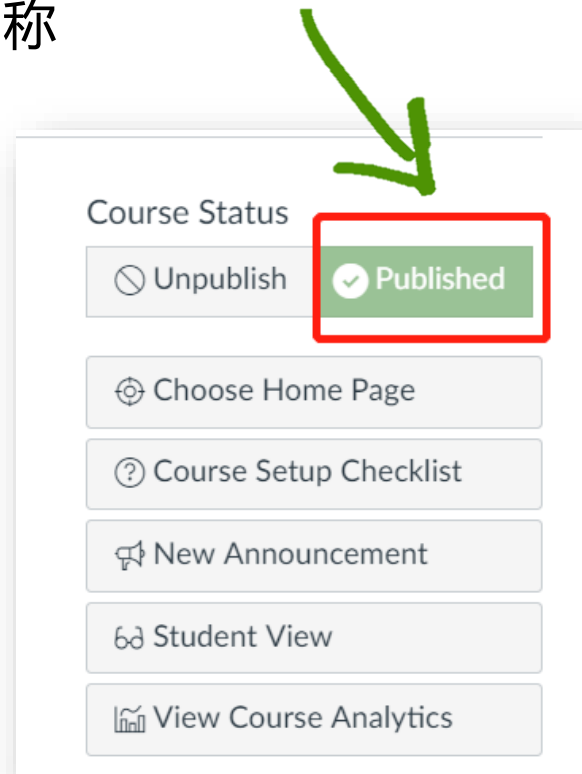 称
Course Status
Unpublish Published
Choose Home Page
Course Setup Checklist
New Announcement
Student View
View Course Analytics